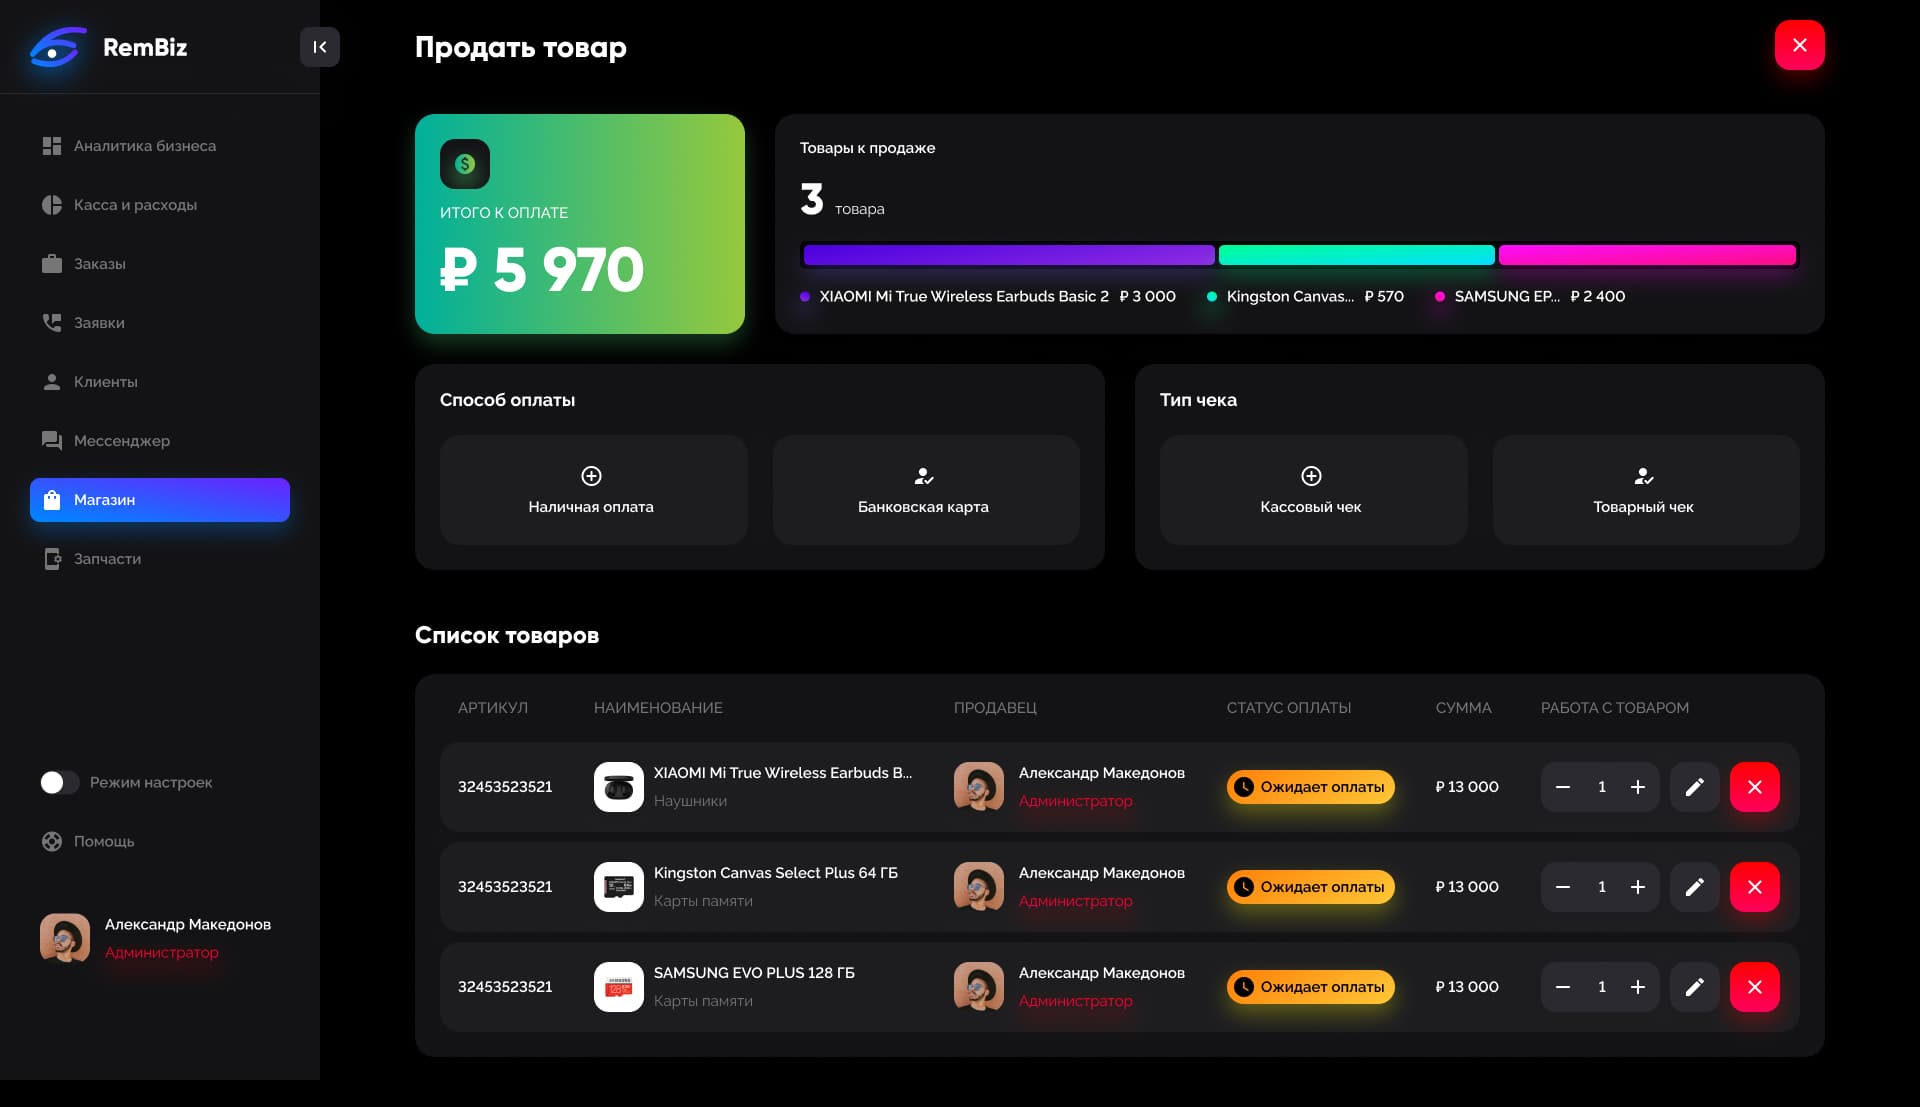 RemBiz
Аналитика бизнеса
Касса и расходы
Заказы
Заявки
Клиенты
Мессенджер
Магазин
Запчасти
Режим настроек
Помощь
Александр Македонов
Администратор
Продать товар
ИТОГО К ОПЛАТЕ
₽ 5 970
Товары к продаже
3 товара
XIAOMI Mi True Wireless Earbuds Basic 2 ₽ 3 000 Kingston Canvas... ₽ 570 SAMSUNG EP... ₽ 2 400
Способ оплаты
Наличная оплата Банковская карта
Тип чека
Кассовый чек Товарный чек
Список товаров
АРТИКУЛ НАИМЕНОВАНИЕ ПРОДАВЕЦ СТАТУС ОПЛАТЫ СУММА РАБОТА С ТОВАРОМ
32453523521 XIAOMI Mi True Wireless Earbuds B... Александр Македонов Ожидает оплаты ₽ 13 000 1
Наушники Администратор
32453523521 Kingston Canvas Select Plus 64 ГБ Александр Македонов Ожидает оплаты ₽ 13 000 1
Карты памяти Администратор
32453523521 SAMSUNG EVO PLUS 128 ГБ Александр Македонов Ожидает оплаты ₽ 13 000 1
Карты памяти Администратор